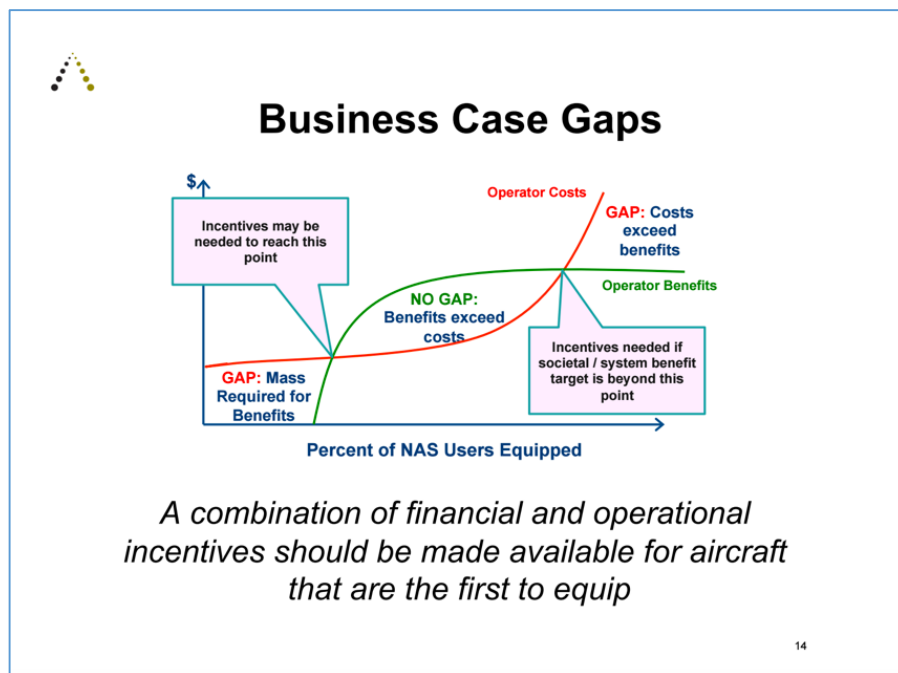 Business Case Gaps
$
Operator Costs
Incentives may be
needed to reach this
point
GAP: Costs
exceed
benefits
Operator Benefits
NO GAP:
Benefits exceed
costs
Incentives needed if
societal / system benefit
target is beyond this
point
GAP: Mass
Required for
Benefits
Percent of NAS Users Equipped
A combination of financial and operational
incentives should be made available for aircraft
that are the first to equip
14